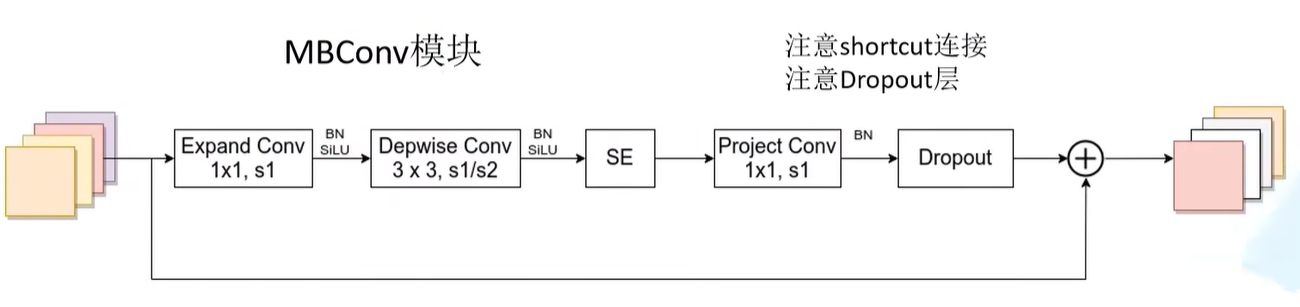 MBConv模块
注意shortcut连接
注意Dropout层
Expand Conv
1x1, s1
BN
SiLU
Depwise Conv
3 x 3, s1/s2
BN
SiLU
SE
Project Conv
1x1, s1
BN
Dropout